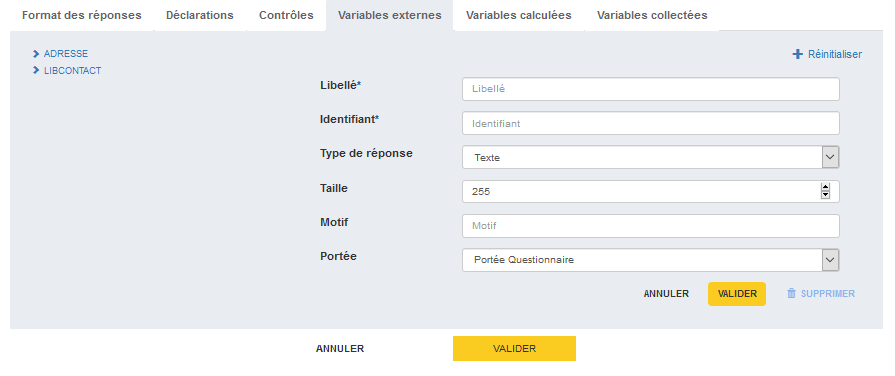 Format des réponses Déclarations Contrôles Variables externes Variables calculées Variables collectées
ADRESSE
LIBCONTACT
Réinitialiser
Libellé* Libellé
Identifiant* Identifiant
Type de réponse Texte
Taille 255
Motif Motif
Portée Portée Questionnaire
ANNULER VALIDER SUPPRIMER
ANNULER VALIDER